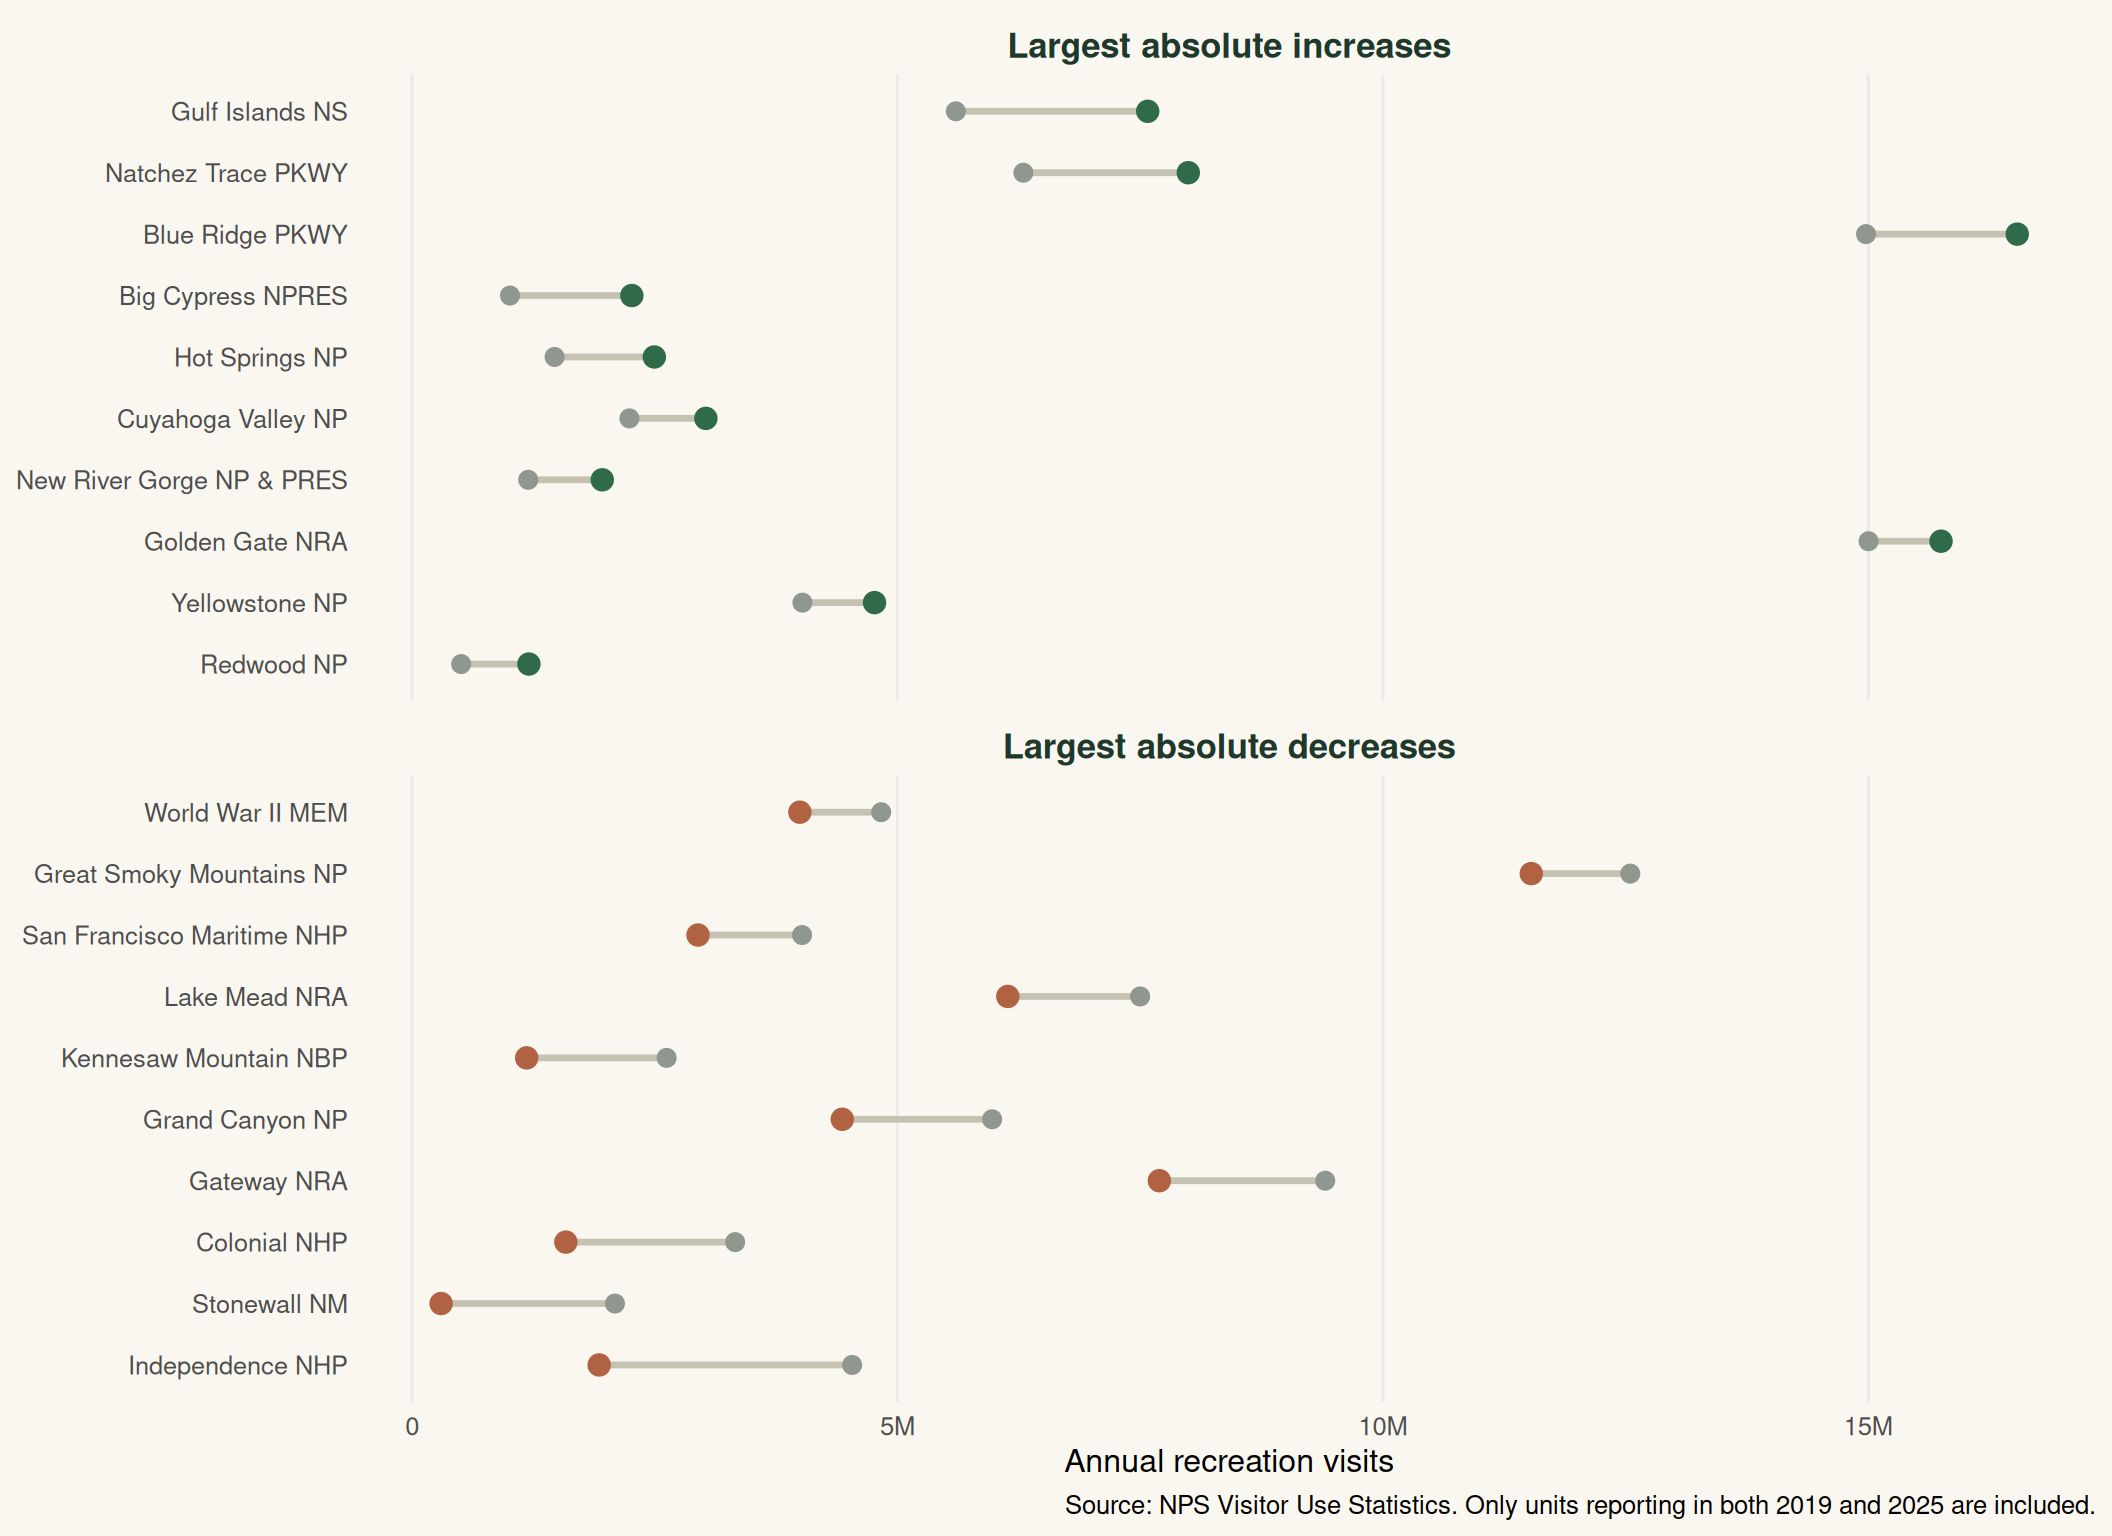 Largest absolute increases
Gulf Islands NS
Natchez Trace PKWY
Blue Ridge PKWY
Big Cypress NPRES
Hot Springs NP
Cuyahoga Valley NP
New River Gorge NP & PRES
Golden Gate NRA
Yellowstone NP
Redwood NP
Largest absolute decreases
World War II MEM
Great Smoky Mountains NP
San Francisco Maritime NHP
Lake Mead NRA
Kennesaw Mountain NBP
Grand Canyon NP
Gateway NRA
Colonial NHP
Stonewall NM
Independence NHP
0 5M 10M 15M
Annual recreation visits
Source: NPS Visitor Use Statistics. Only units reporting in both 2019 and 2025 are included.